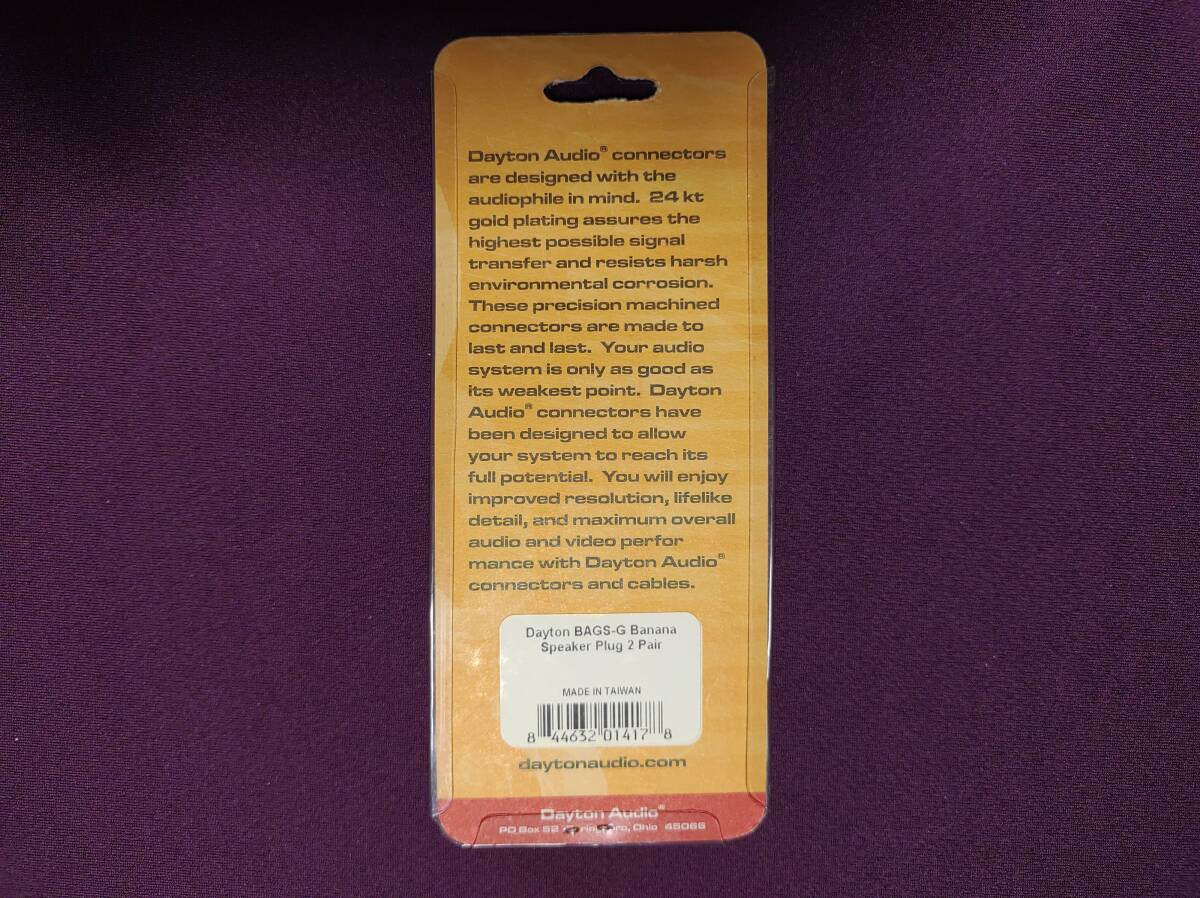 Dayton Audio® connectors
are designed with the
audiophile in mind. 24 kt
gold plating assures the
highest possible signal
transfer and resists harsh
environmental corrosion.
These precision machined
connectors are made to
last and last. Your audio
system is only as good as
its weakest point. Dayton
Audio® connectors have
been designed to allow
your system to reach its
full potential. You will enjoy
improved resolution, lifelike
detail, and maximum overall
audio and video perfor
mance with Dayton Audio®
connectors and cables.
Dayton BAGS-G Banana
Speaker Plug 2 Pair
MADE IN TAIWAN
8 44632 01417 8
daytonaudio.com
Dayton Audio®
PO Box 52 Ohio 45066